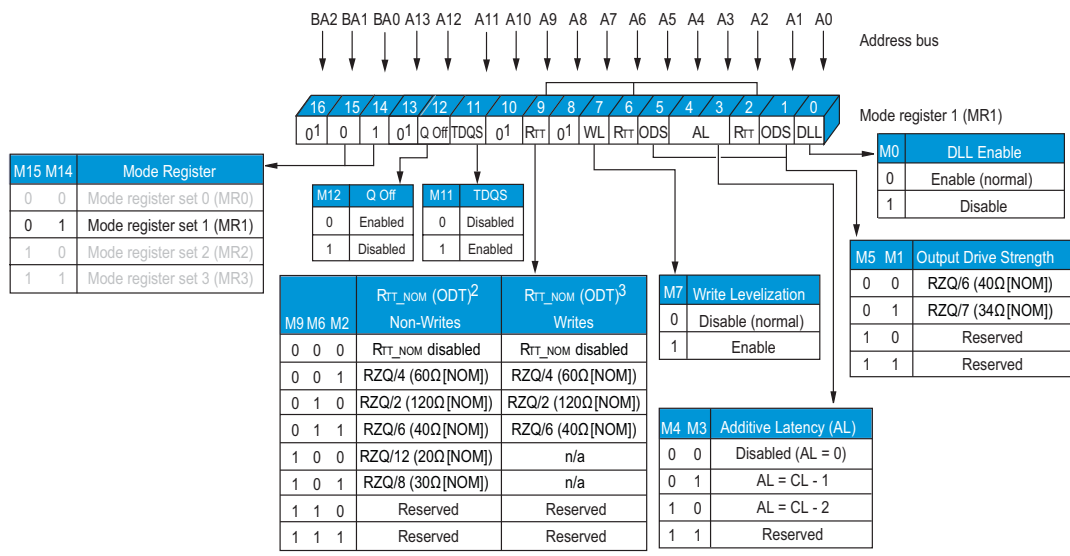 BA2 BA1 BA0 A13 A12 A11 A10 A9 A8 A7 A6 A5 A4 A3 A2 A1 A0
Address bus
16 15 14 13 12 11 10 9 8 7 6 5 4 3 2 1 0
Mode register 1 (MR1)
0¹ 0 1 0¹ Q Off TDQS 0¹ RTT 0¹ WL RTT ODS AL RTT ODS DLL
M15 M14 Mode Register
0 0 Mode register set 0 (MR0)
0 1 Mode register set 1 (MR1)
1 0 Mode register set 2 (MR2)
1 1 Mode register set 3 (MR3)
M12 Q Off
0 Enabled
1 Disabled
M11 TDQS
0 Disabled
1 Enabled
M0 DLL Enable
0 Enable (normal)
1 Disable
M5 M1 Output Drive Strength
0 0 RZQ/6 (40Ω [NOM])
0 1 RZQ/7 (34Ω [NOM])
1 0 Reserved
1 1 Reserved
RTT_NOM (ODT)² RTT_NOM (ODT)³
M9 M6 M2 Non-Writes Writes
0 0 0 RTT_NOM disabled RTT_NOM disabled
0 0 1 RZQ/4 (60Ω [NOM]) RZQ/4 (60Ω [NOM])
0 1 0 RZQ/2 (120Ω [NOM]) RZQ/2 (120Ω [NOM])
0 1 1 RZQ/6 (40Ω [NOM]) RZQ/6 (40Ω [NOM])
1 0 0 RZQ/12 (20Ω [NOM]) n/a
1 0 1 RZQ/8 (30Ω [NOM]) n/a
1 1 0 Reserved Reserved
1 1 1 Reserved Reserved
M7 Write Levelization
0 Disable (normal)
1 Enable
M4 M3 Additive Latency (AL)
0 0 Disabled (AL = 0)
0 1 AL = CL - 1
1 0 AL = CL - 2
1 1 Reserved